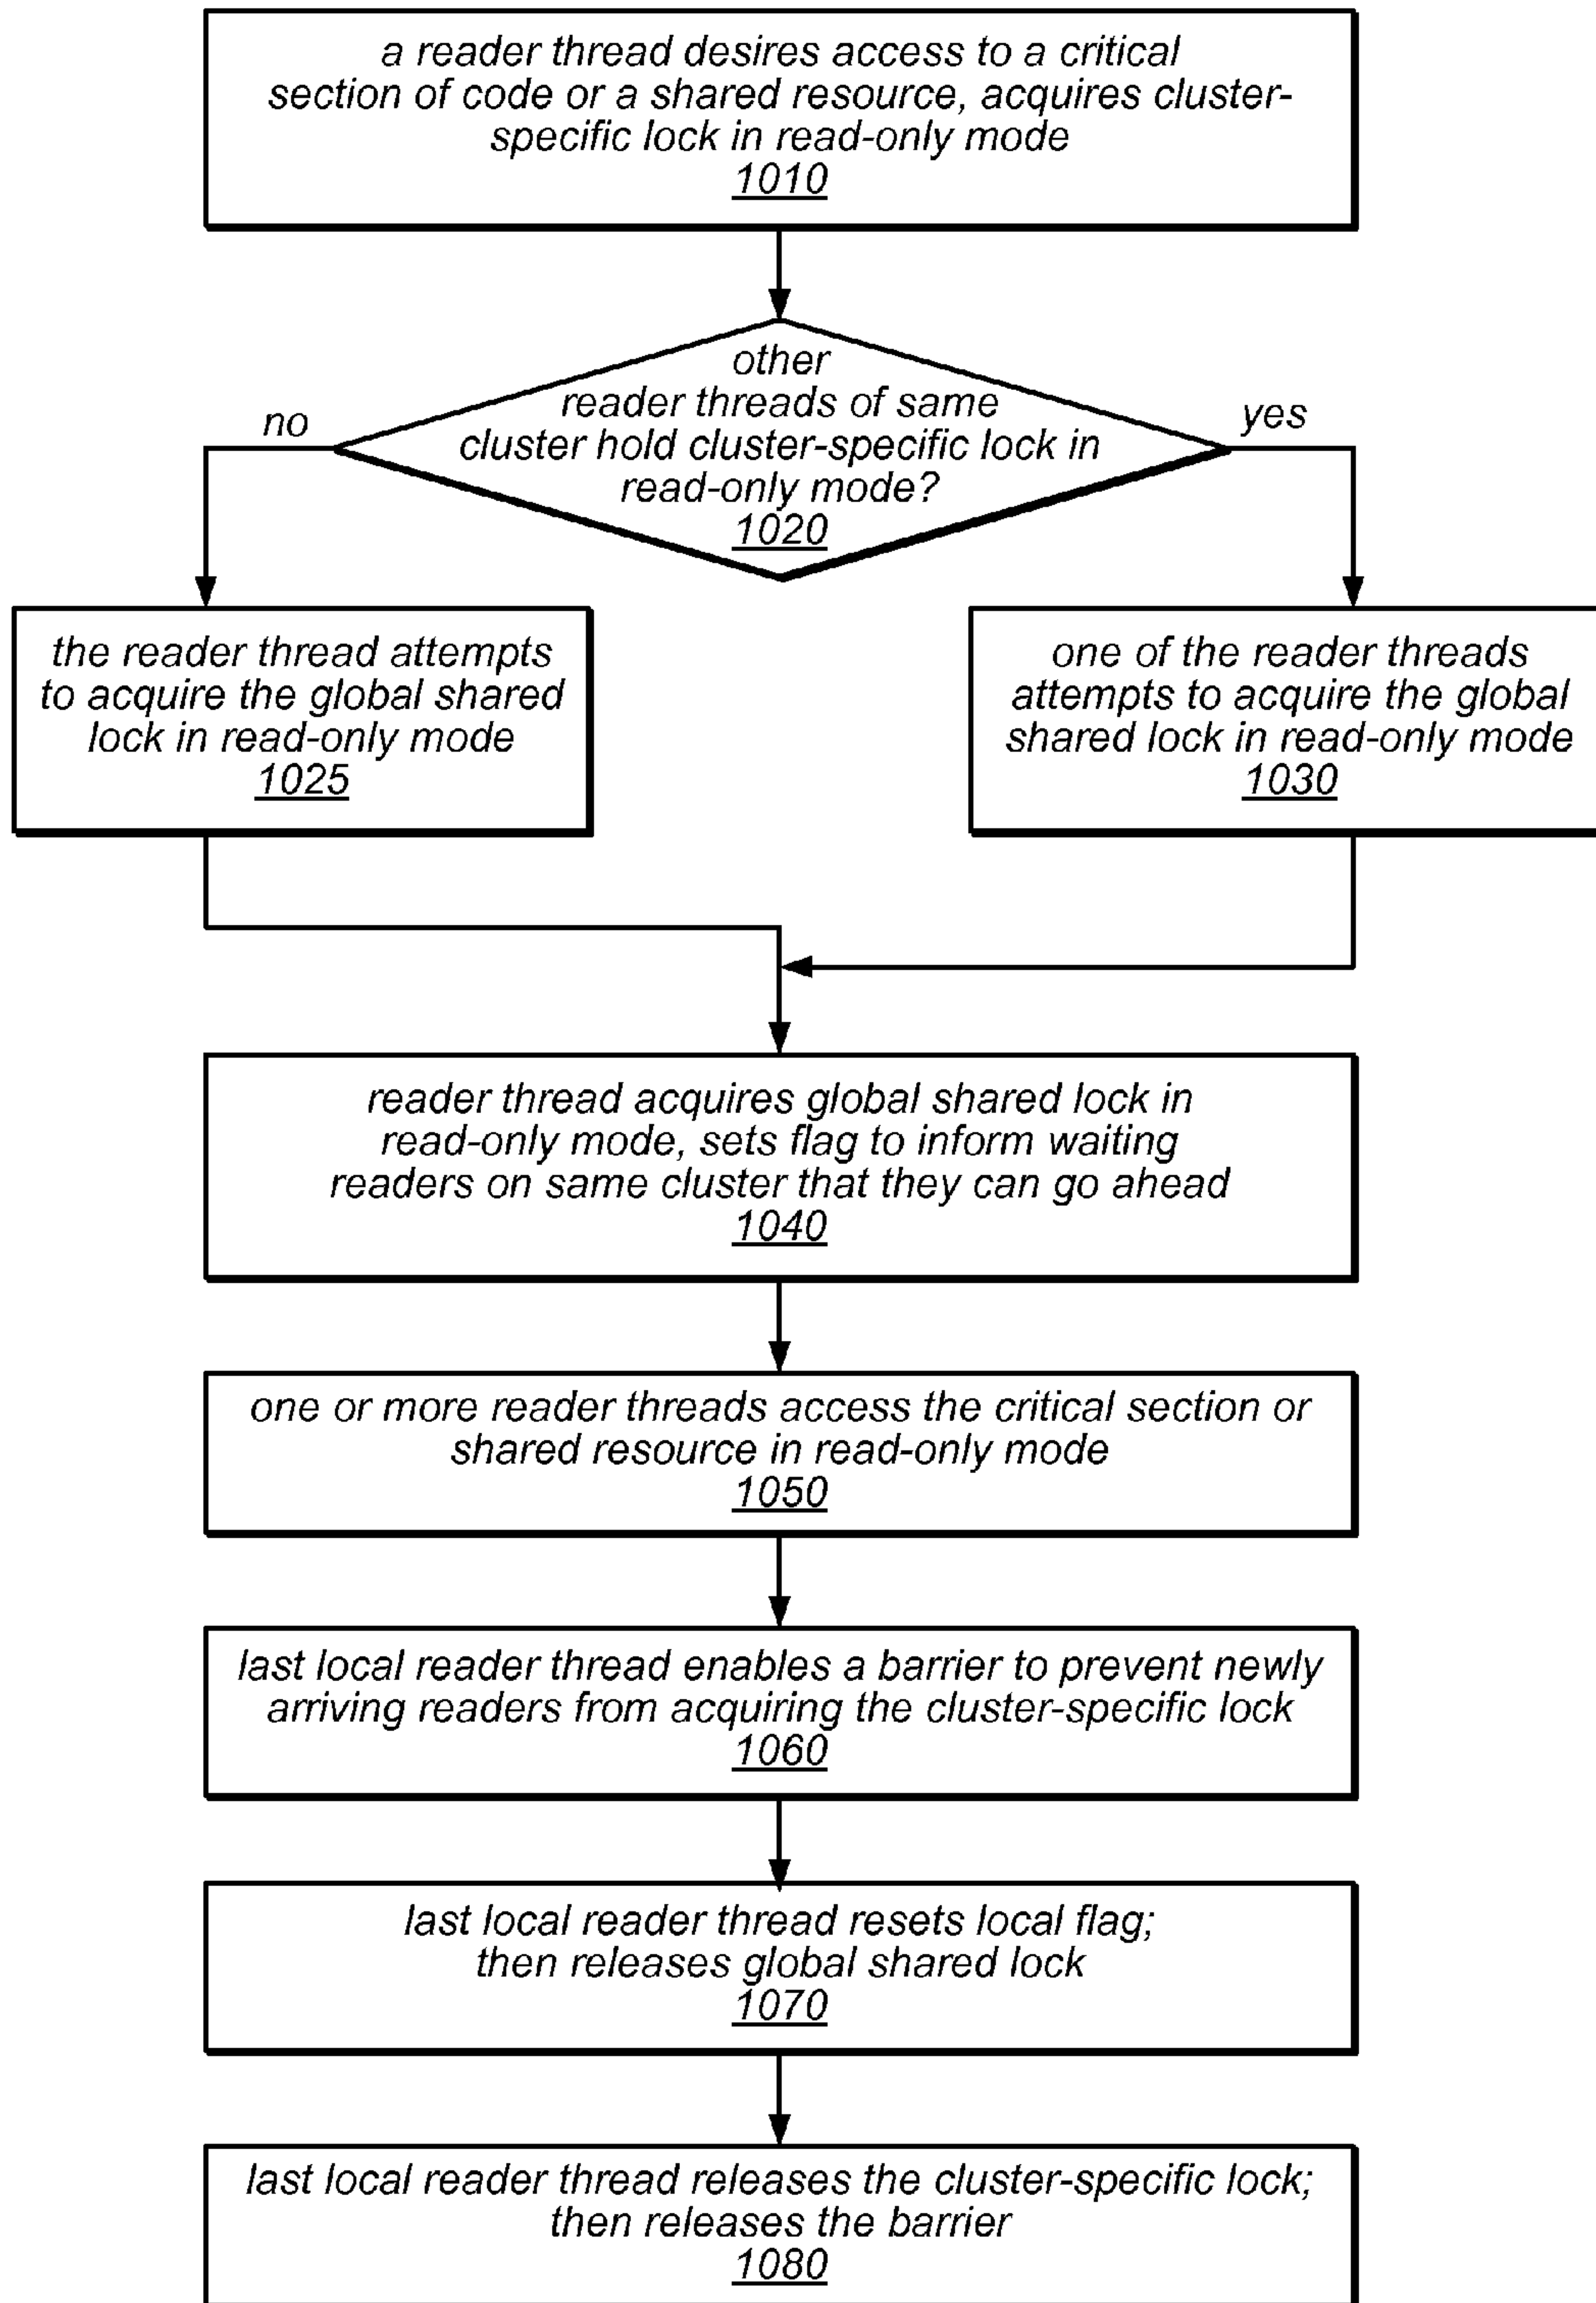 a reader thread desires access to a critical
section of code or a shared resource, acquires cluster-
specific lock in read-only mode
1010
other
reader threads of same
cluster hold cluster-specific lock in
read-only mode?
1020
no
yes
the reader thread attempts
to acquire the global shared
lock in read-only mode
1025
one of the reader threads
attempts to acquire the global
shared lock in read-only mode
1030
reader thread acquires global shared lock in
read-only mode, sets flag to inform waiting
readers on same cluster that they can go ahead
1040
one or more reader threads access the critical section or
shared resource in read-only mode
1050
last local reader thread enables a barrier to prevent newly
arriving readers from acquiring the cluster-specific lock
1060
last local reader thread resets local flag;
then releases global shared lock
1070
last local reader thread releases the cluster-specific lock;
then releases the barrier
1080